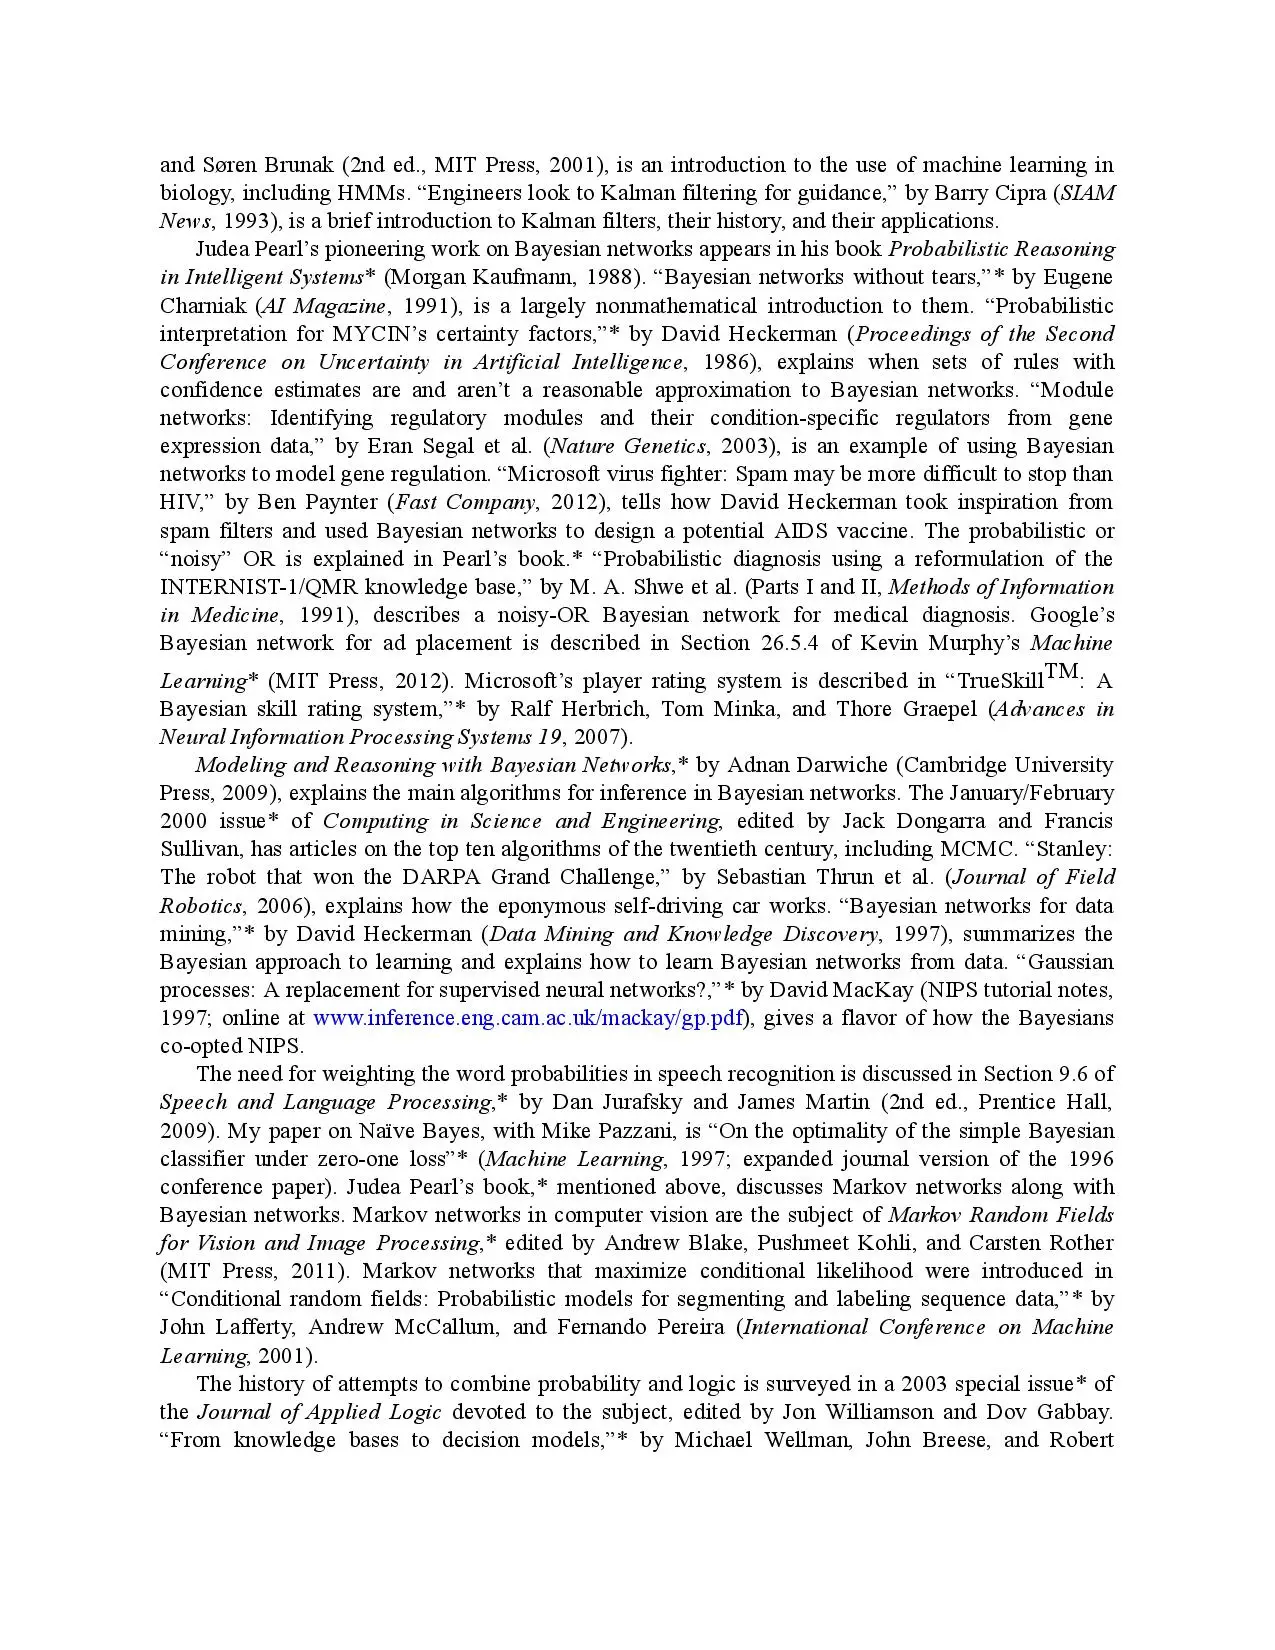 and Søren Brunak (2nd ed., MIT Press, 2001), is an introduction to the use of machine learning in
biology, including HMMs. “Engineers look to Kalman filtering for guidance,” by Barry Cipra (SIAM
News, 1993), is a brief introduction to Kalman filters, their history, and their applications.
Judea Pearl’s pioneering work on Bayesian networks appears in his book Probabilistic Reasoning
in Intelligent Systems* (Morgan Kaufmann, 1988). “Bayesian networks without tears,”* by Eugene
Charniak (AI Magazine, 1991), is a largely nonmathematical introduction to them. “Probabilistic
interpretation for MYCIN’s certainty factors,”* by David Heckerman (Proceedings of the Second
Conference on Uncertainty in Artificial Intelligence, 1986), explains when sets of rules with
confidence estimates are and aren’t a reasonable approximation to Bayesian networks. “Module
networks: Identifying regulatory modules and their condition-specific regulators from gene
expression data,” by Eran Segal et al. (Nature Genetics, 2003), is an example of using Bayesian
networks to model gene regulation. “Microsoft virus fighter: Spam may be more difficult to stop than
HIV,” by Ben Paynter (Fast Company, 2012), tells how David Heckerman took inspiration from
spam filters and used Bayesian networks to design a potential AIDS vaccine. The probabilistic or
“noisy” OR is explained in Pearl’s book.* “Probabilistic diagnosis using a reformulation of the
INTERNIST-1/QMR knowledge base,” by M. A. Shwe et al. (Parts I and II, Methods of Information
in Medicine, 1991), describes a noisy-OR Bayesian network for medical diagnosis. Google’s
Bayesian network for ad placement is described in Section 26.5.4 of Kevin Murphy’s Machine
Learning* (MIT Press, 2012). Microsoft’s player rating system is described in “TrueSkillTM: A
Bayesian skill rating system,”* by Ralf Herbrich, Tom Minka, and Thore Graepel (Advances in
Neural Information Processing Systems 19, 2007).
Modeling and Reasoning with Bayesian Networks,* by Adnan Darwiche (Cambridge University
Press, 2009), explains the main algorithms for inference in Bayesian networks. The January/February
2000 issue* of Computing in Science and Engineering, edited by Jack Dongarra and Francis
Sullivan, has articles on the top ten algorithms of the twentieth century, including MCMC. “Stanley:
The robot that won the DARPA Grand Challenge,” by Sebastian Thrun et al. (Journal of Field
Robotics, 2006), explains how the eponymous self-driving car works. “Bayesian networks for data
mining,”* by David Heckerman (Data Mining and Knowledge Discovery, 1997), summarizes the
Bayesian approach to learning and explains how to learn Bayesian networks from data. “Gaussian
processes: A replacement for supervised neural networks?,”* by David MacKay (NIPS tutorial notes,
1997; online at www.inference.eng.cam.ac.uk/mackay/gp.pdf), gives a flavor of how the Bayesians
co-opted NIPS.
The need for weighting the word probabilities in speech recognition is discussed in Section 9.6 of
Speech and Language Processing,* by Dan Jurafsky and James Martin (2nd ed., Prentice Hall,
2009). My paper on Naïve Bayes, with Mike Pazzani, is “On the optimality of the simple Bayesian
classifier under zero-one loss”* (Machine Learning, 1997; expanded journal version of the 1996
conference paper). Judea Pearl’s book,* mentioned above, discusses Markov networks along with
Bayesian networks. Markov networks in computer vision are the subject of Markov Random Fields
for Vision and Image Processing,* edited by Andrew Blake, Pushmeet Kohli, and Carsten Rother
(MIT Press, 2011). Markov networks that maximize conditional likelihood were introduced in
“Conditional random fields: Probabilistic models for segmenting and labeling sequence data,”* by
John Lafferty, Andrew McCallum, and Fernando Pereira (International Conference on Machine
Learning, 2001).
The history of attempts to combine probability and logic is surveyed in a 2003 special issue* of
the Journal of Applied Logic devoted to the subject, edited by Jon Williamson and Dov Gabbay.
“From knowledge bases to decision models,”* by Michael Wellman, John Breese, and Robert